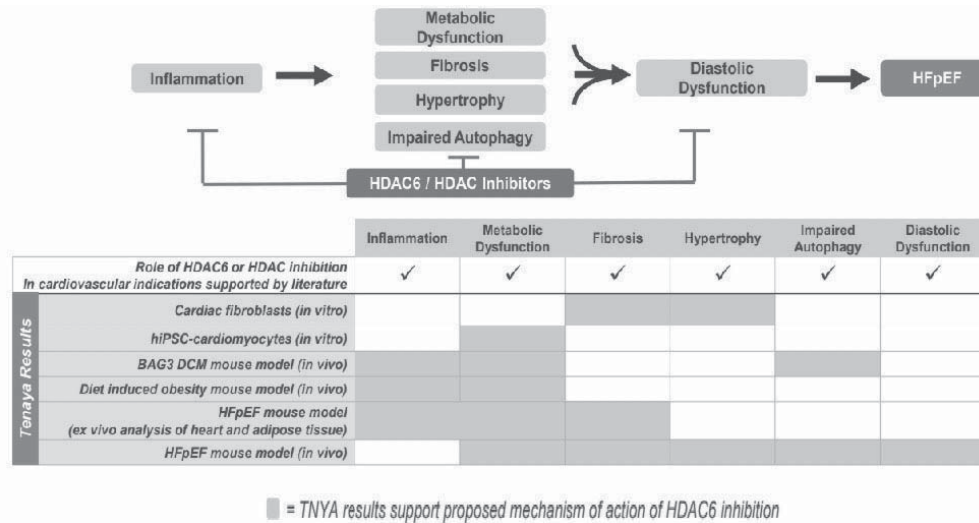 Metabolic
Dysfunction
Inflammation
Fibrosis
Hypertrophy
Impaired Autophagy
Diastolic
Dysfunction
HFpEF
HDAC6 / HDAC Inhibitors
Inflammation
Metabolic
Dysfunction
Fibrosis
Hypertrophy
Impaired
Autophagy
Diastolic
Dysfunction
Role of HDAC6 or HDAC inhibition
In cardiovascular indications supported by literature
✓ ✓ ✓ ✓ ✓ ✓
Tenaya Results
Cardiac fibroblasts (in vitro)
hiPSC-cardiomyocytes (in vitro)
BAG3 DCM mouse model (in vivo)
Diet induced obesity mouse model (in vivo)
HFpEF mouse model
(ex vivo analysis of heart and adipose tissue)
HFpEF mouse model (in vivo)
= TNYA results support proposed mechanism of action of HDAC6 inhibition